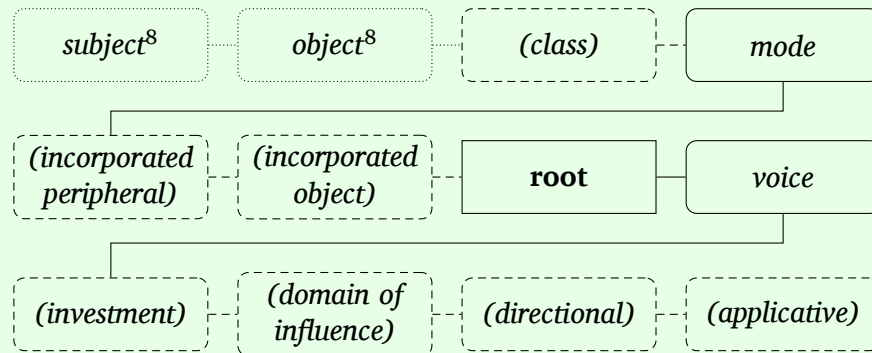 subject⁸ object⁸ (class) mode
(incorporated peripheral) (incorporated object) root voice
(investment) (domain of influence) (directional) (applicative)